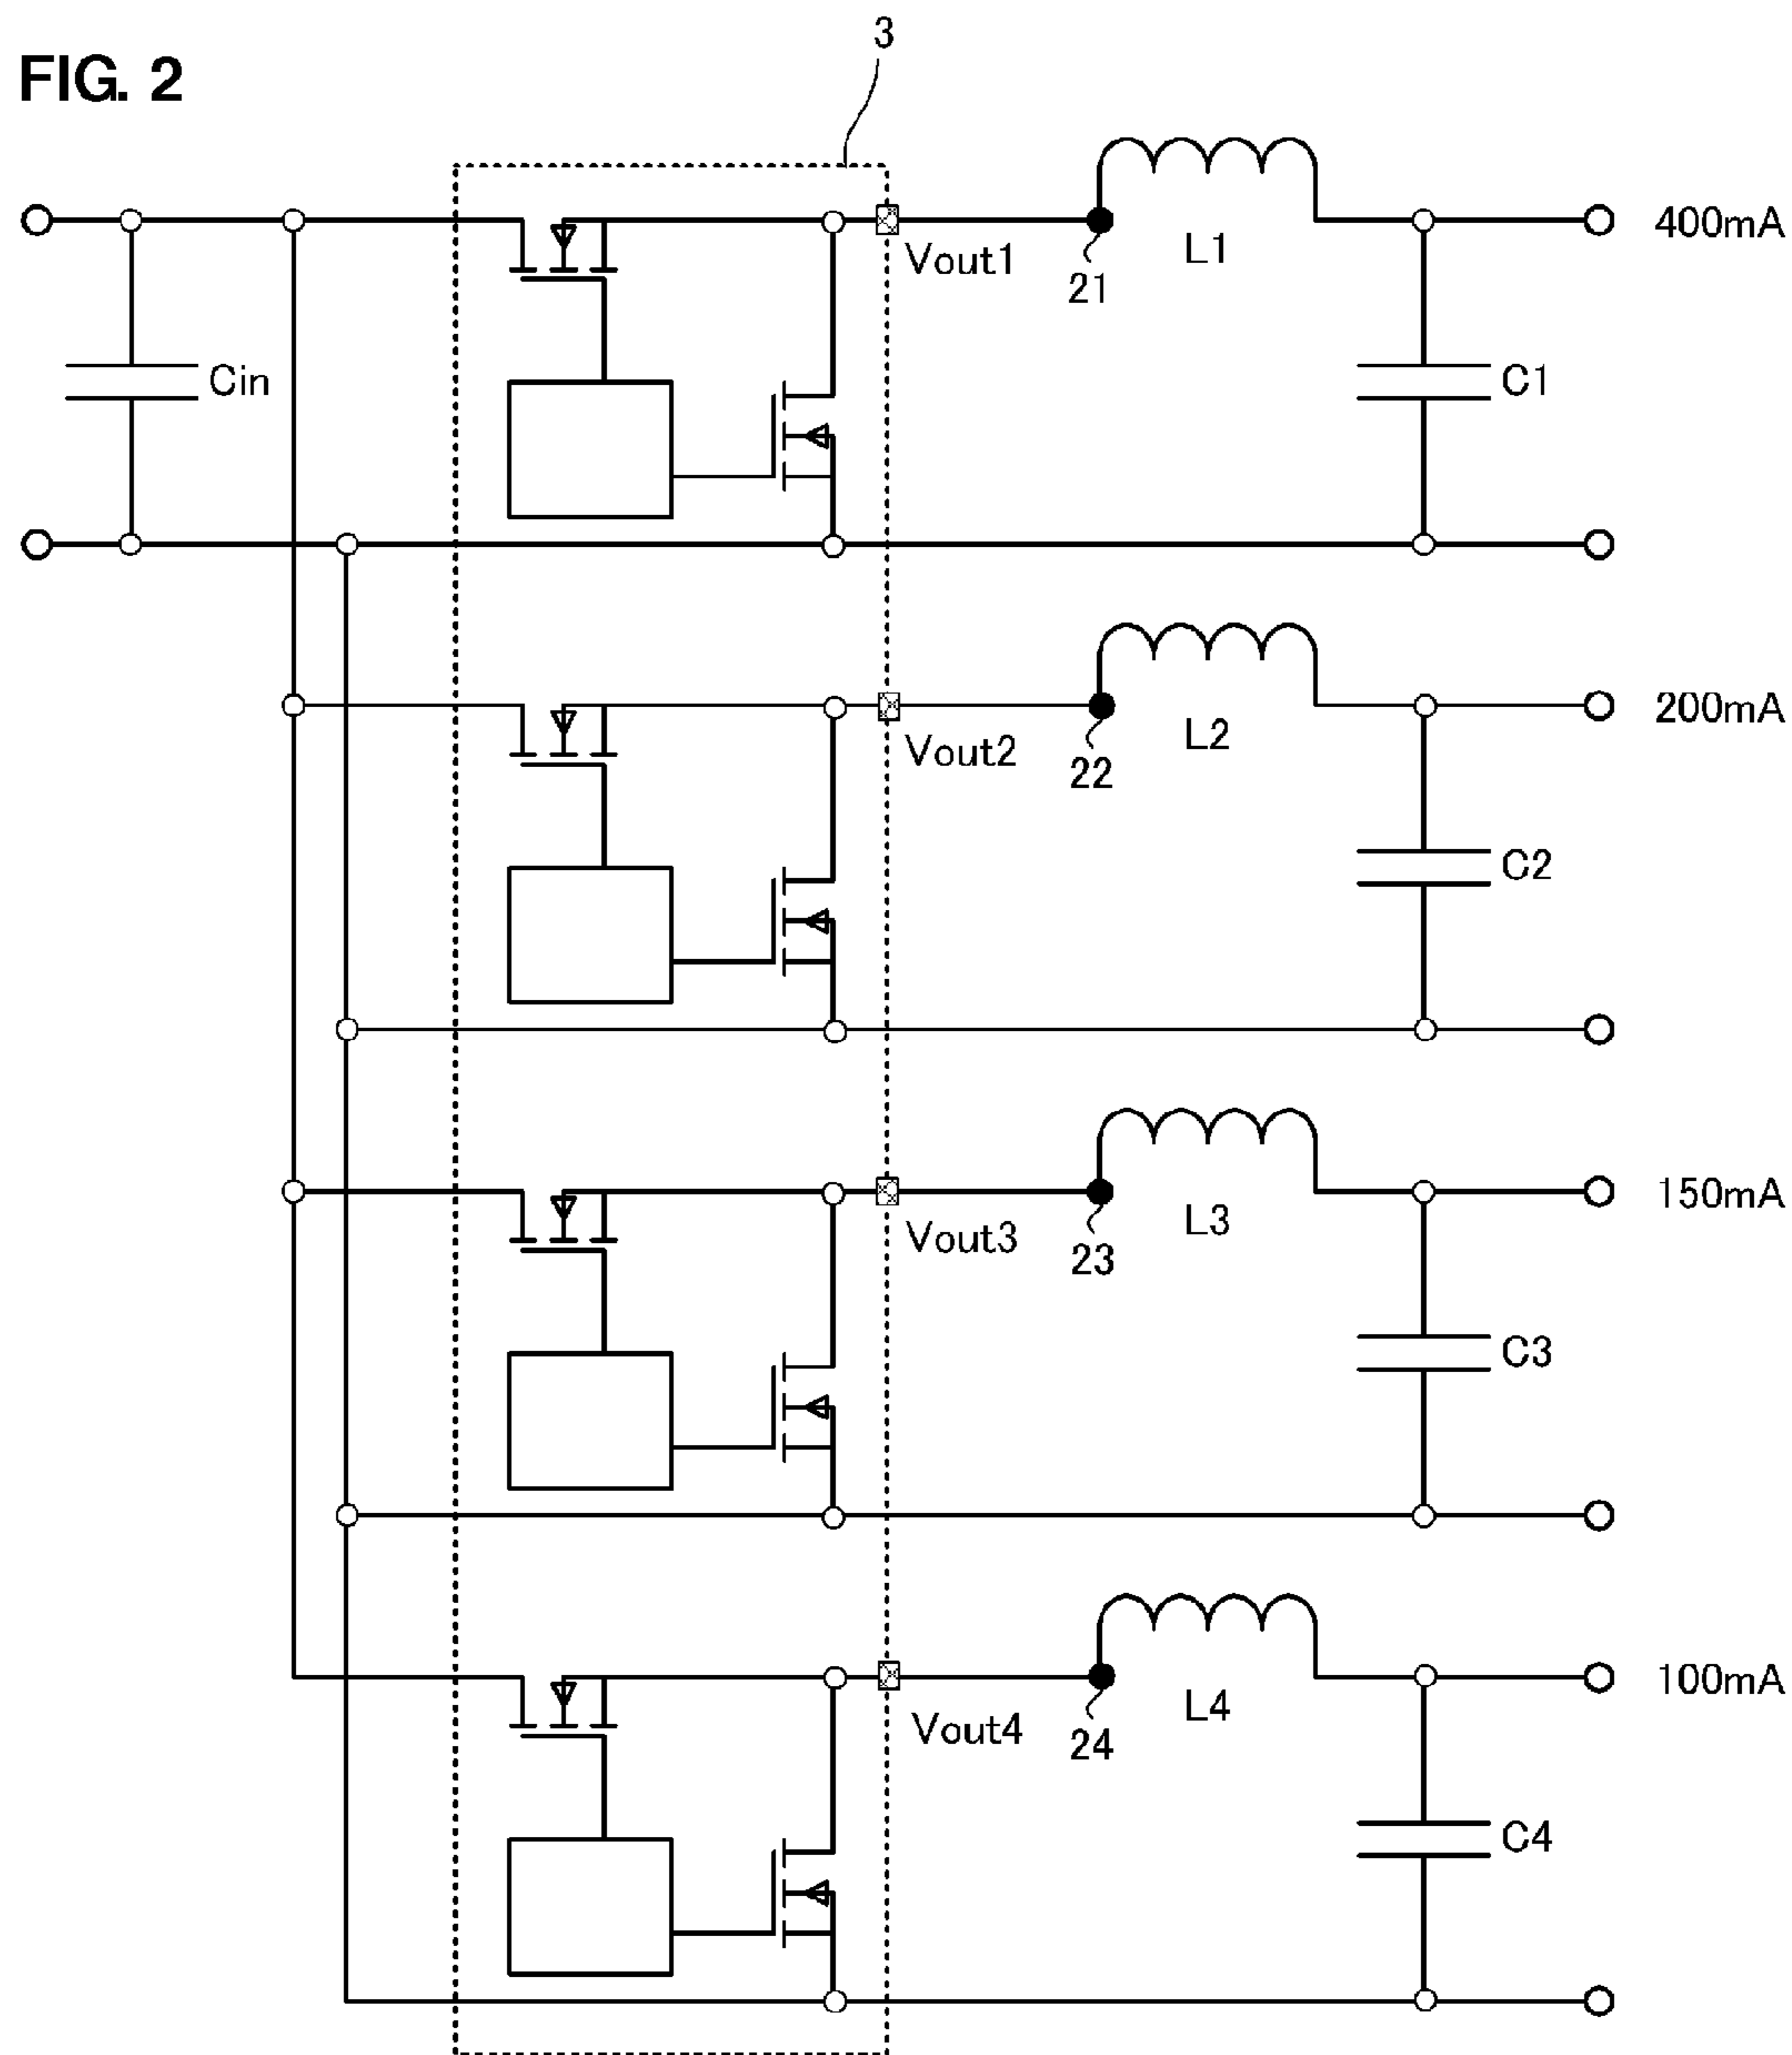 FIG. 2
3
400mA
Vout1
21
L1
Cin
C1
200mA
Vout2
22
L2
C2
150mA
Vout3
23
L3
C3
100mA
Vout4
24
L4
C4